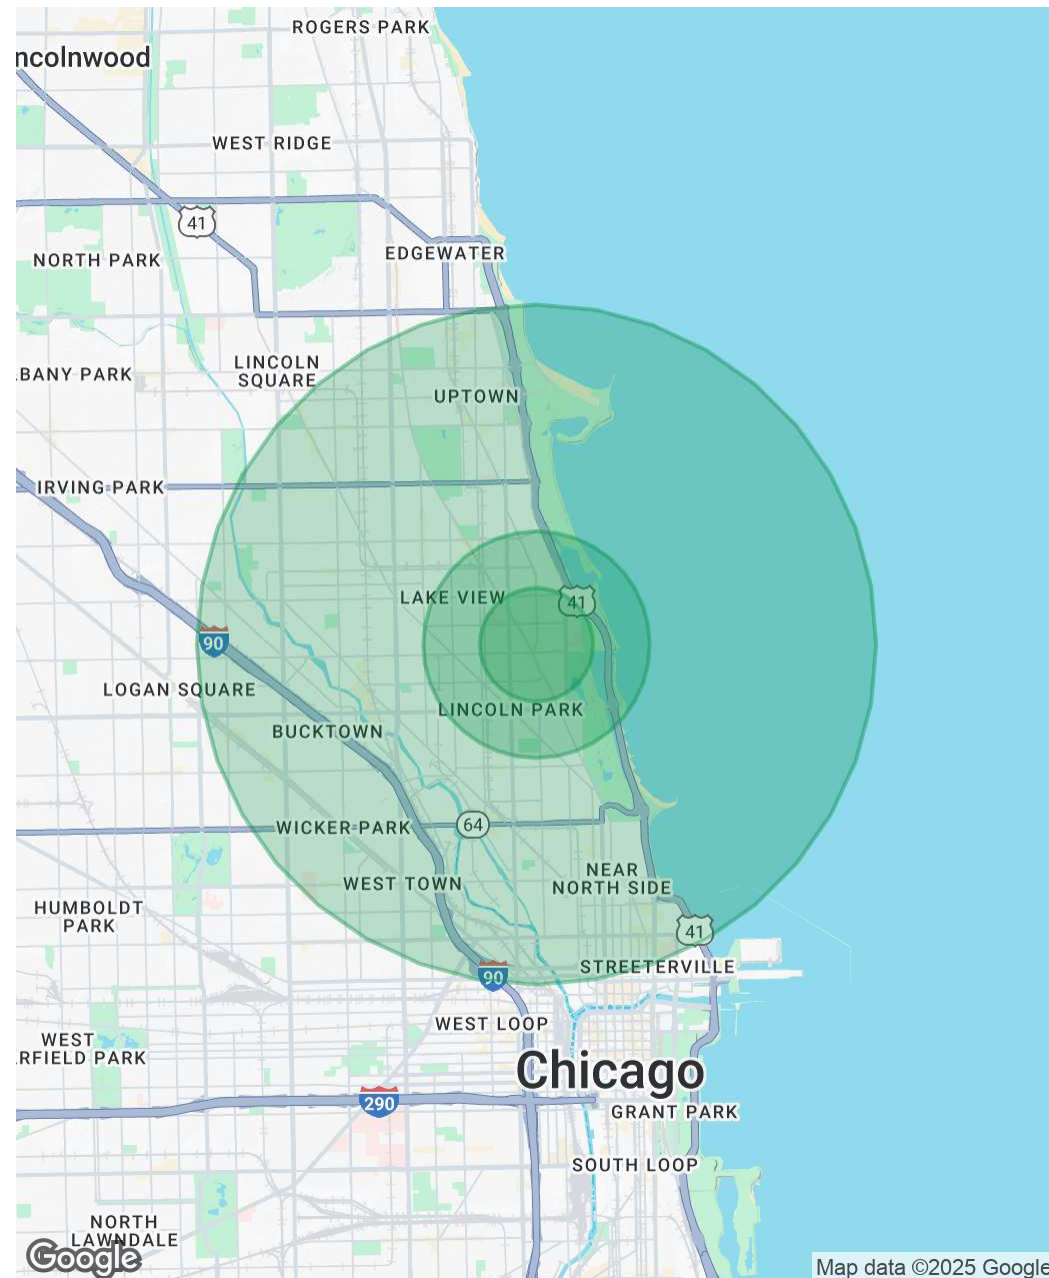 ROGERS PARK
ncolnwood
WEST RIDGE
41
NORTH PARK
EDGEWATER
LINCOLN
SQUARE
BANY PARK
UPTOWN
IRVING PARK
LAKE VIEW
41
90
LOGAN SQUARE
LINCOLN PARK
BUCKTOWN
64
WICKER PARK
NEAR
NORTH SIDE
WEST TOWN
HUMBOLDT
PARK
41
STREETERVILLE
90
WEST LOOP
WEST
RFIELD PARK
Chicago
290
GRANT PARK
SOUTH LOOP
NORTH
LAWNDALE
Google
Map data ©2025 Google